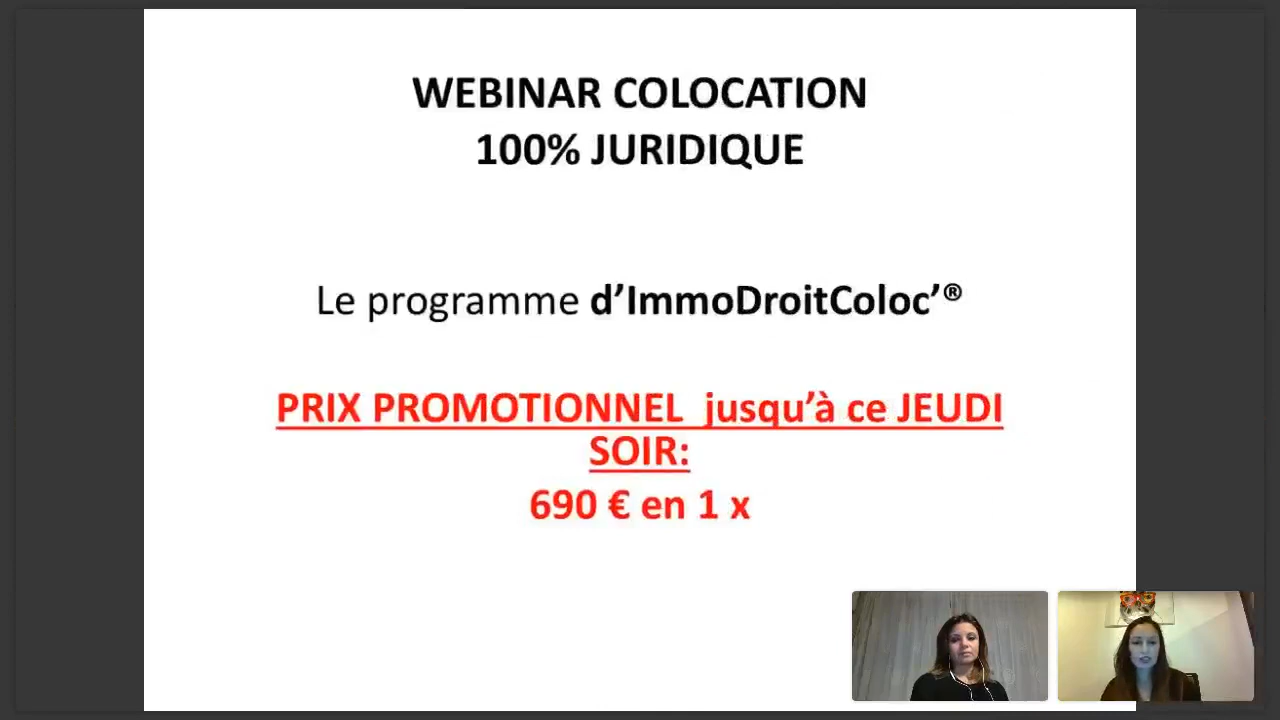 WEBINAR COLOCATION
100% JURIDIQUE
Le programme d’ImmoDroitColoc’®
PRIX PROMOTIONNEL  jusqu’à ce JEUDI
SOIR:
690 € en 1 x